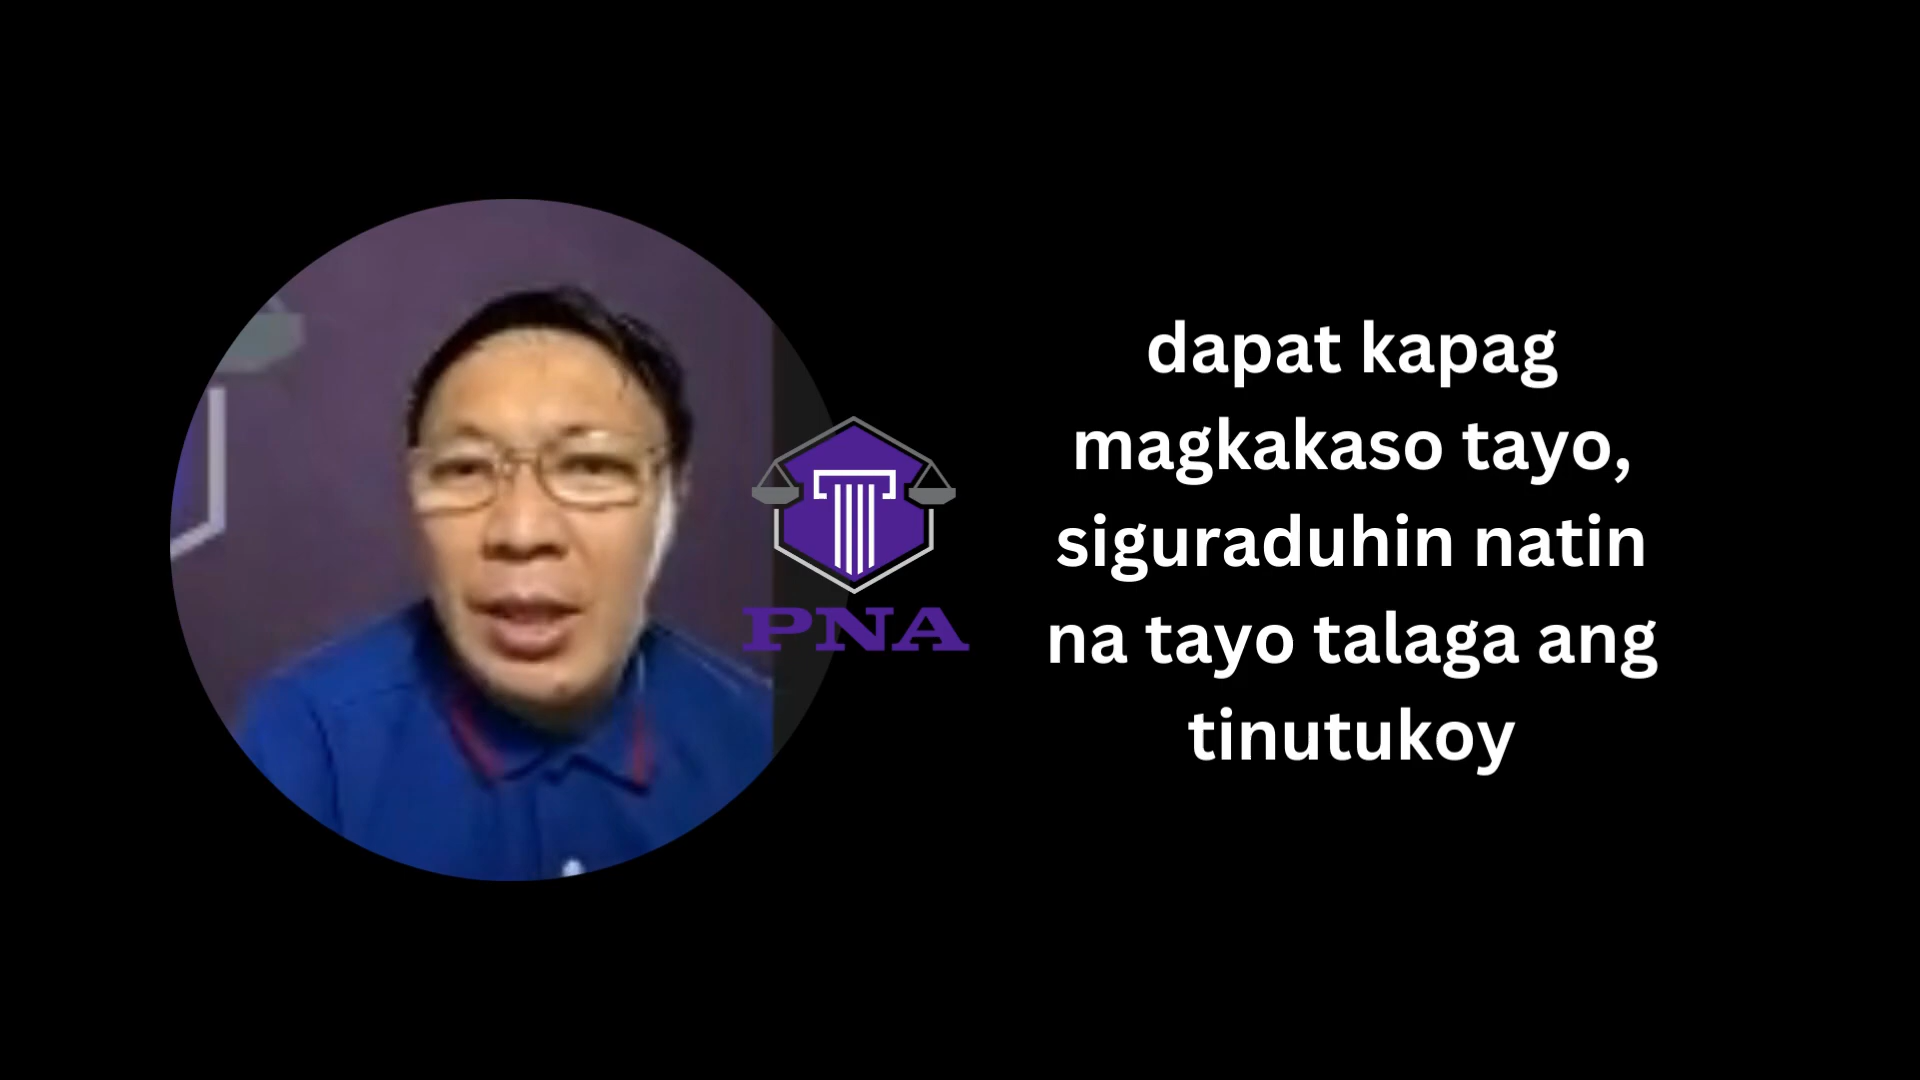 PNA
dapat kapag
magkakaso tayo,
siguraduhin natin
na tayo talaga ang
tinutukoy